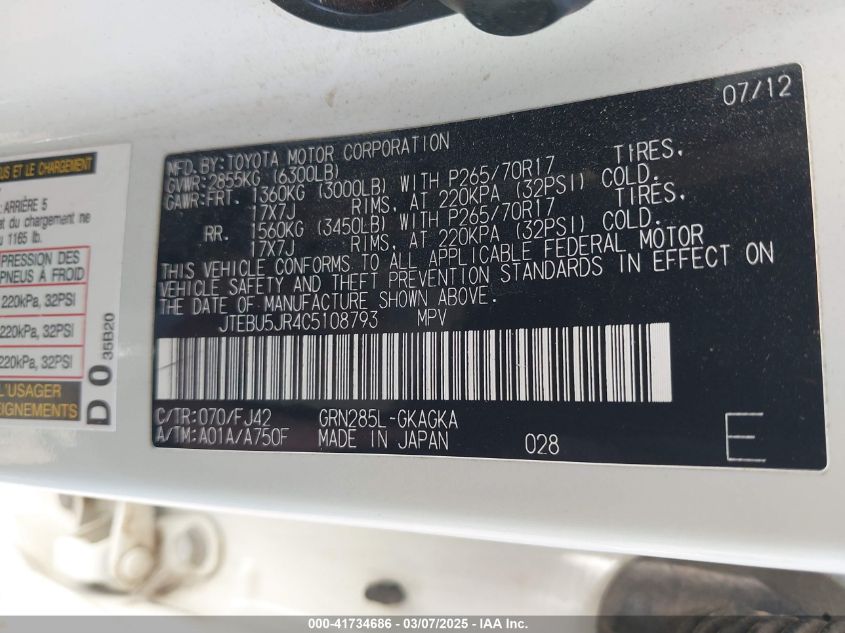 US ET LE CHARGEMENT
: ARRIÈRE 5
et du chargement ne
1165 lb.
PRESSION DES
PNEUS À FROID
220kPa, 32PSI
220kPa, 32PSI
220kPa, 32PSI
L'USAGER
EIGNEMENTS
D 0 35B20
07/12
MFD. BY: TOYOTA MOTOR CORPORATION
GVWR: 2855KG (6300LB)
GAWR: FRT. 1360KG (3000LB) WITH P265/70R17 TIRES,
17X7J RIMS, AT 220KPA (32PSI) COLD.
RR. 1560KG (3450LB) WITH P265/70R17 TIRES,
17X7J RIMS, AT 220KPA (32PSI) COLD.
THIS VEHICLE CONFORMS TO ALL APPLICABLE FEDERAL MOTOR
VEHICLE SAFETY AND THEFT PREVENTION STANDARDS IN EFFECT ON
THE DATE OF MANUFACTURE SHOWN ABOVE.
JTEBU5JR4C5108793 MPV
C/TR: 070/FJ42 GRN285L-GKAGKA
A/TM: A01A/A750F MADE IN JAPAN 028
E
000-41734686 - 03/07/2025 - IAA Inc.